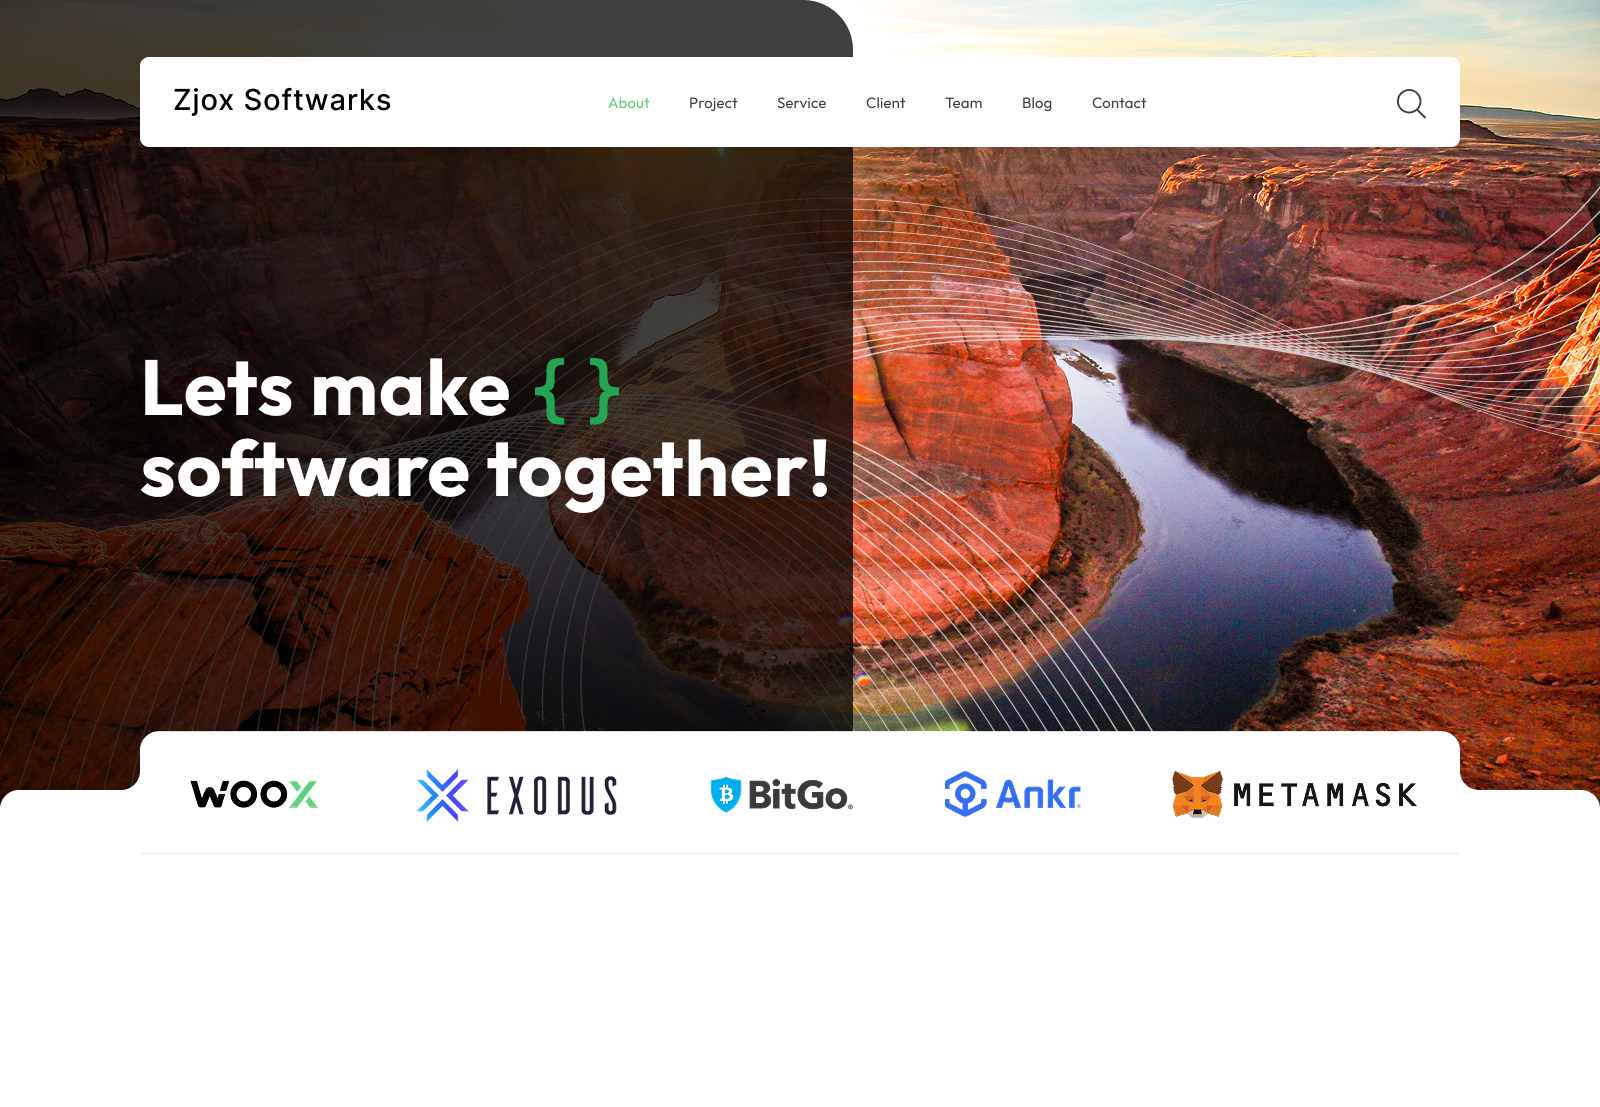 Zjox Softwarks
About Project Service Client Team Blog Contact
Lets make { }
software together!
WOOX EXODUS BitGo® Ankr® METAMASK